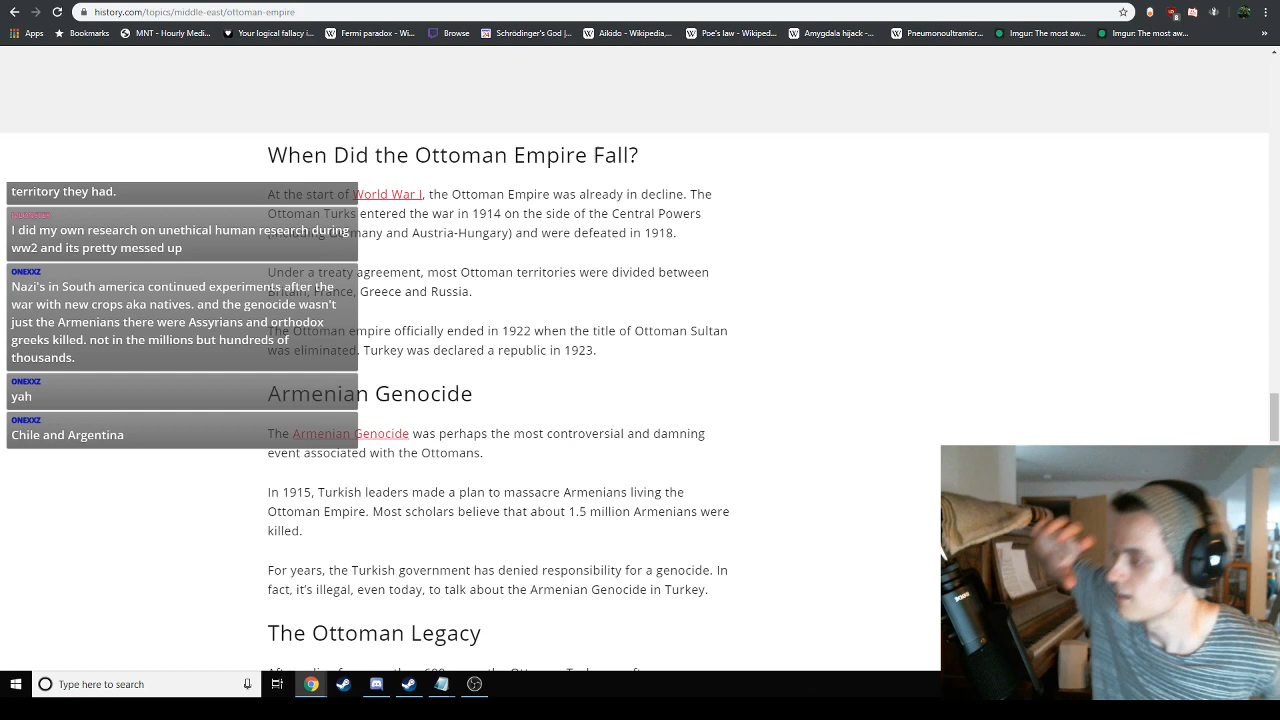 history.com/topics/middle-east/ottoman-empire
Apps
Bookmarks
MNT - Hourly Medi...
Your logical fallacy i...
Fermi paradox - Wi...
Browse
Schrödinger's God |...
Aikido - Wikipedia,...
Poe's law - Wikiped...
Amygdala hijack -...
Pneumonoultramicr...
Imgur: The most aw...
Imgur: The most aw...
»
When Did the Ottoman Empire Fall?
At the start of World War I, the Ottoman Empire was already in decline. The
Ottoman Turks entered the war in 1914 on the side of the Central Powers
(including Germany and Austria-Hungary) and were defeated in 1918.
Under a treaty agreement, most Ottoman territories were divided between
Britain, France, Greece and Russia.
The Ottoman empire officially ended in 1922 when the title of Ottoman Sultan
was eliminated. Turkey was declared a republic in 1923.
Armenian Genocide
The Armenian Genocide was perhaps the most controversial and damning
event associated with the Ottomans.
In 1915, Turkish leaders made a plan to massacre Armenians living the
Ottoman Empire. Most scholars believe that about 1.5 million Armenians were
killed.
For years, the Turkish government has denied responsibility for a genocide. In
fact, it's illegal, even today, to talk about the Armenian Genocide in Turkey.
The Ottoman Legacy
territory they had.
I did my own research on unethical human research during
ww2 and its pretty messed up
ONEXXZ
Nazi's in South america continued experiments after the
war with new crops aka natives. and the genocide wasn't
just the Armenians there were Assyrians and orthodox
greeks killed. not in the millions but hundreds of
thousands.
ONEXXZ
yah
ONEXXZ
Chile and Argentina
Type here to search